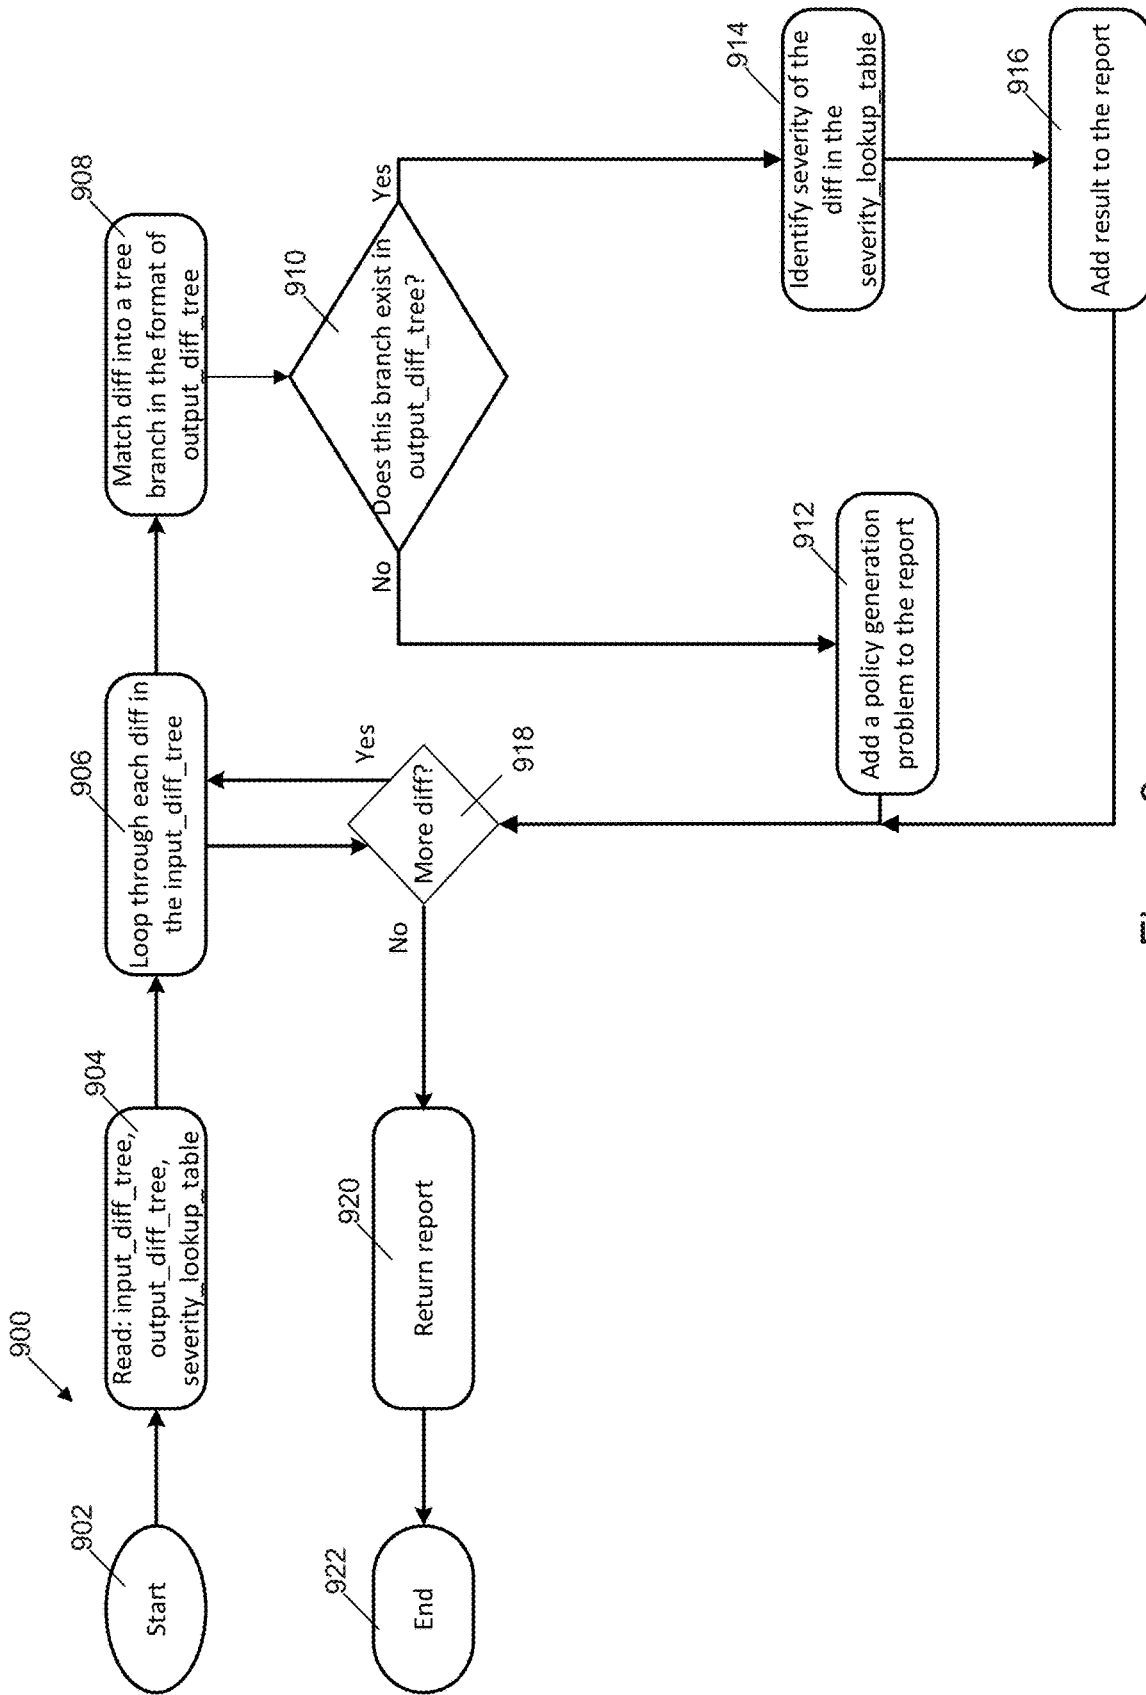 900
902
Start
904
Read: input_diff_tree,
output_diff_tree,
severity_lookup_table
906
Loop through each diff in
the input_diff_tree
908
Match diff into a tree
branch in the format of
output_diff_tree
910
Does this branch exist in
output_diff_tree?
No
Yes
912
Add a policy generation
problem to the report
914
Identify severity of the
diff in the
severity_lookup_table
916
Add result to the report
918
More diff?
Yes
No
920
Return report
922
End